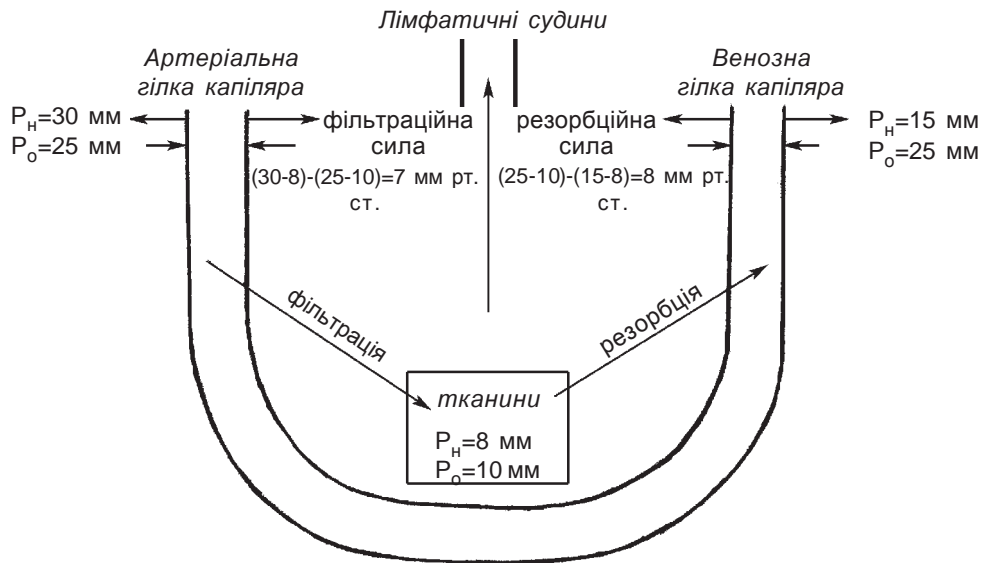 Лімфатичні судини
Артеріальна
гілка капіляра
Венозна
гілка капіляра
Pн=30 мм
Pо=25 мм
фільтраційна
сила
(30-8)-(25-10)=7 мм рт.
ст.
резорбційна
сила
(25-10)-(15-8)=8 мм рт.
ст.
Pн=15 мм
Pо=25 мм
фільтрація
резорбція
тканини
Pн=8 мм
Pо=10 мм